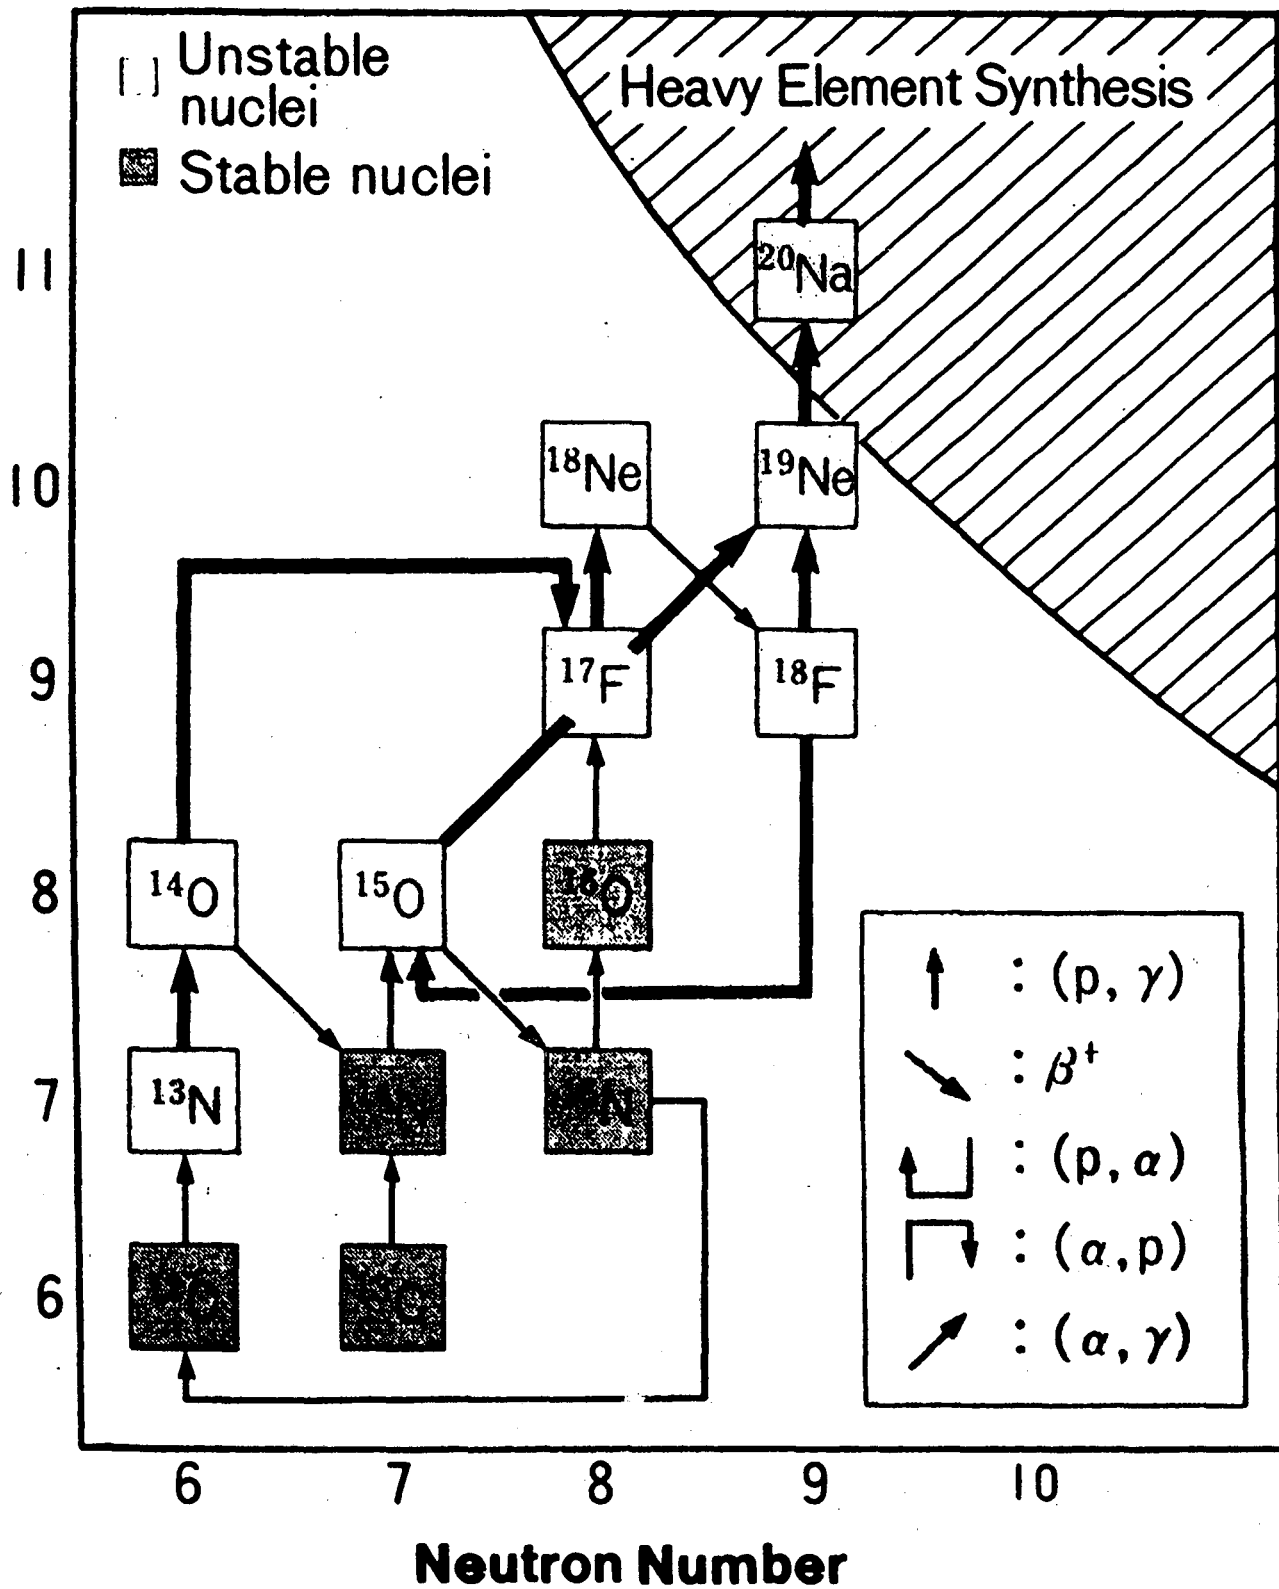 [ ] Unstable
nuclei
Stable nuclei
Heavy Element Synthesis
11
²⁰Na
10
¹⁸Ne
¹⁹Ne
9
¹⁷F
¹⁸F
8
¹⁴O
¹⁵O
¹⁶O
7
¹³N
N
6
C
C
: (p, γ)
: β⁺
: (p, α)
: (α, p)
: (α, γ)
6 7 8 9 10
Neutron Number